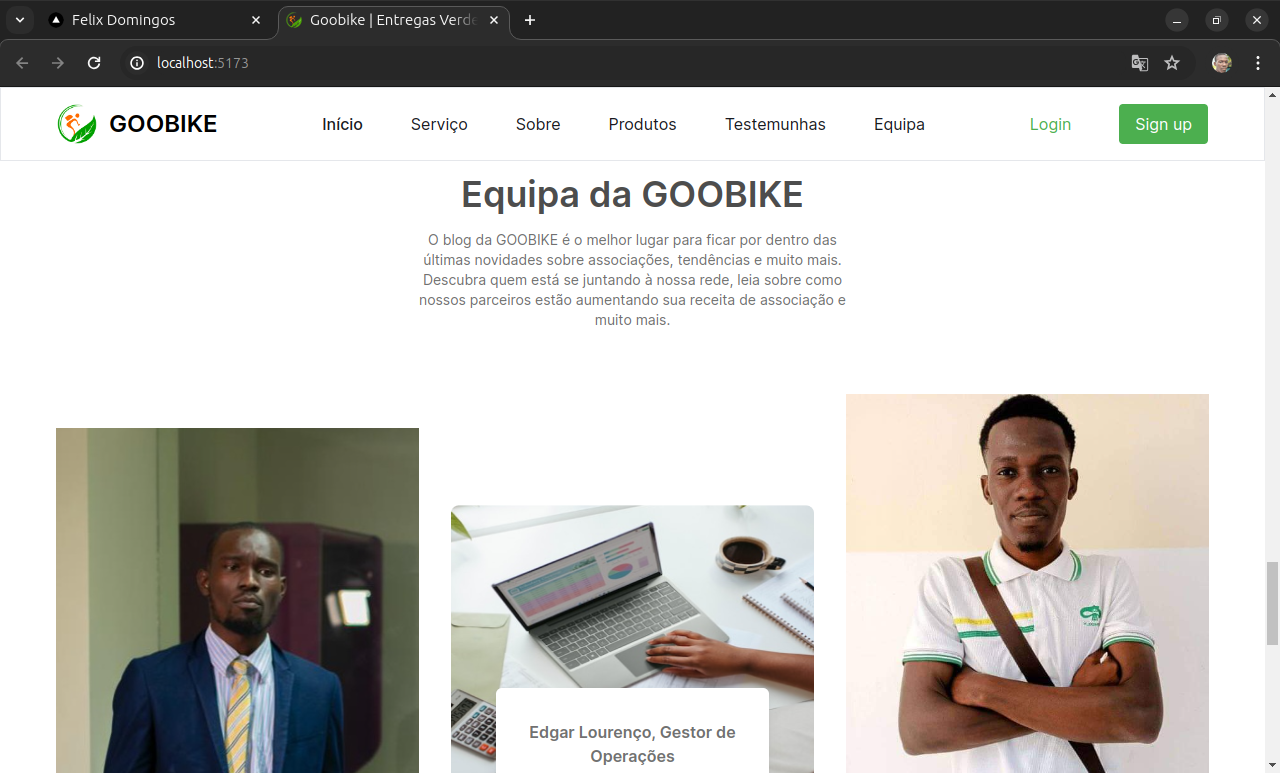 Felix Domingos
Goobike | Entregas Verde
localhost:5173
GOOBIKE
Início
Serviço
Sobre
Produtos
Testemunhas
Equipa
Login
Sign up
Equipa da GOOBIKE
O blog da GOOBIKE é o melhor lugar para ficar por dentro das
últimas novidades sobre associações, tendências e muito mais.
Descubra quem está se juntando à nossa rede, leia sobre como
nossos parceiros estão aumentando sua receita de associação e
muito mais.
Edgar Lourenço, Gestor de
Operações